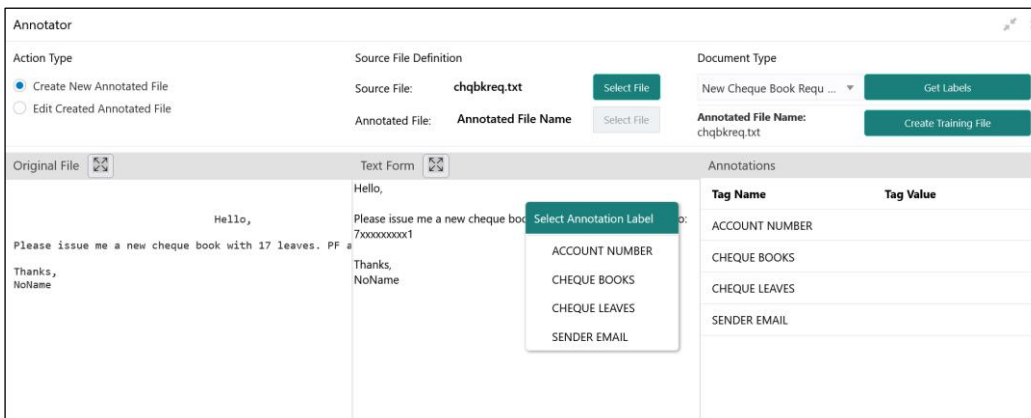 Annotator
Action Type
Create New Annotated File
Edit Created Annotated File
Source File Definition
Source File: chqbkreq.txt Select File
Annotated File: Annotated File Name Select File
Document Type
New Cheque Book Requ ... Get Labels
Annotated File Name:
chqbkreq.txt
Create Training File
Original File
Hello,
Please issue me a new cheque book with 17 leaves. PF a
Thanks,
NoName
Text Form
Hello,
Please issue me a new cheque boo o:
7xxxxxxxxx1
Thanks,
NoName
Select Annotation Label
ACCOUNT NUMBER
CHEQUE BOOKS
CHEQUE LEAVES
SENDER EMAIL
Annotations
Tag Name Tag Value
ACCOUNT NUMBER
CHEQUE BOOKS
CHEQUE LEAVES
SENDER EMAIL